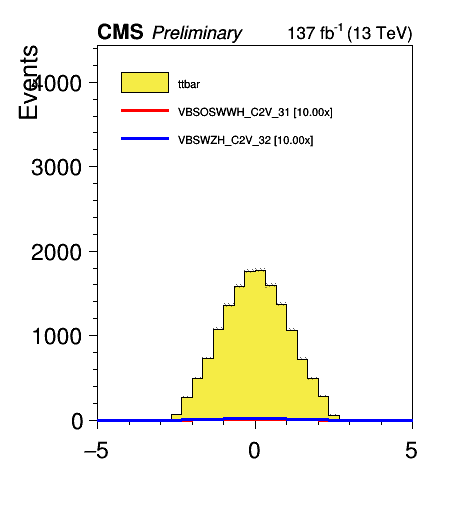 CMS Preliminary 137 fb⁻¹ (13 TeV)
Events
4000
ttbar
VBSOSWWH_C2V_31 [10.00x]
VBSWZH_C2V_32 [10.00x]
3000
2000
1000
0
−5 0 5